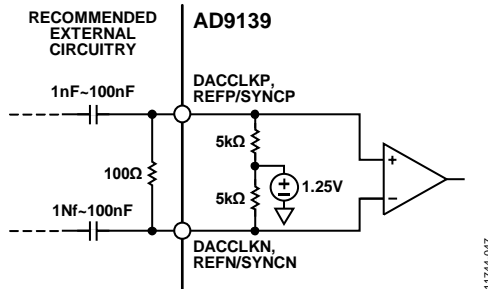 RECOMMENDED
EXTERNAL
CIRCUITRY
AD9139
1nF~100nF
DACCLKP,
REFP/SYNCP
5kΩ
100Ω
+
–
1.25V
5kΩ
+
–
1Nf~100nF
DACCLKN,
REFN/SYNCN
11744-047